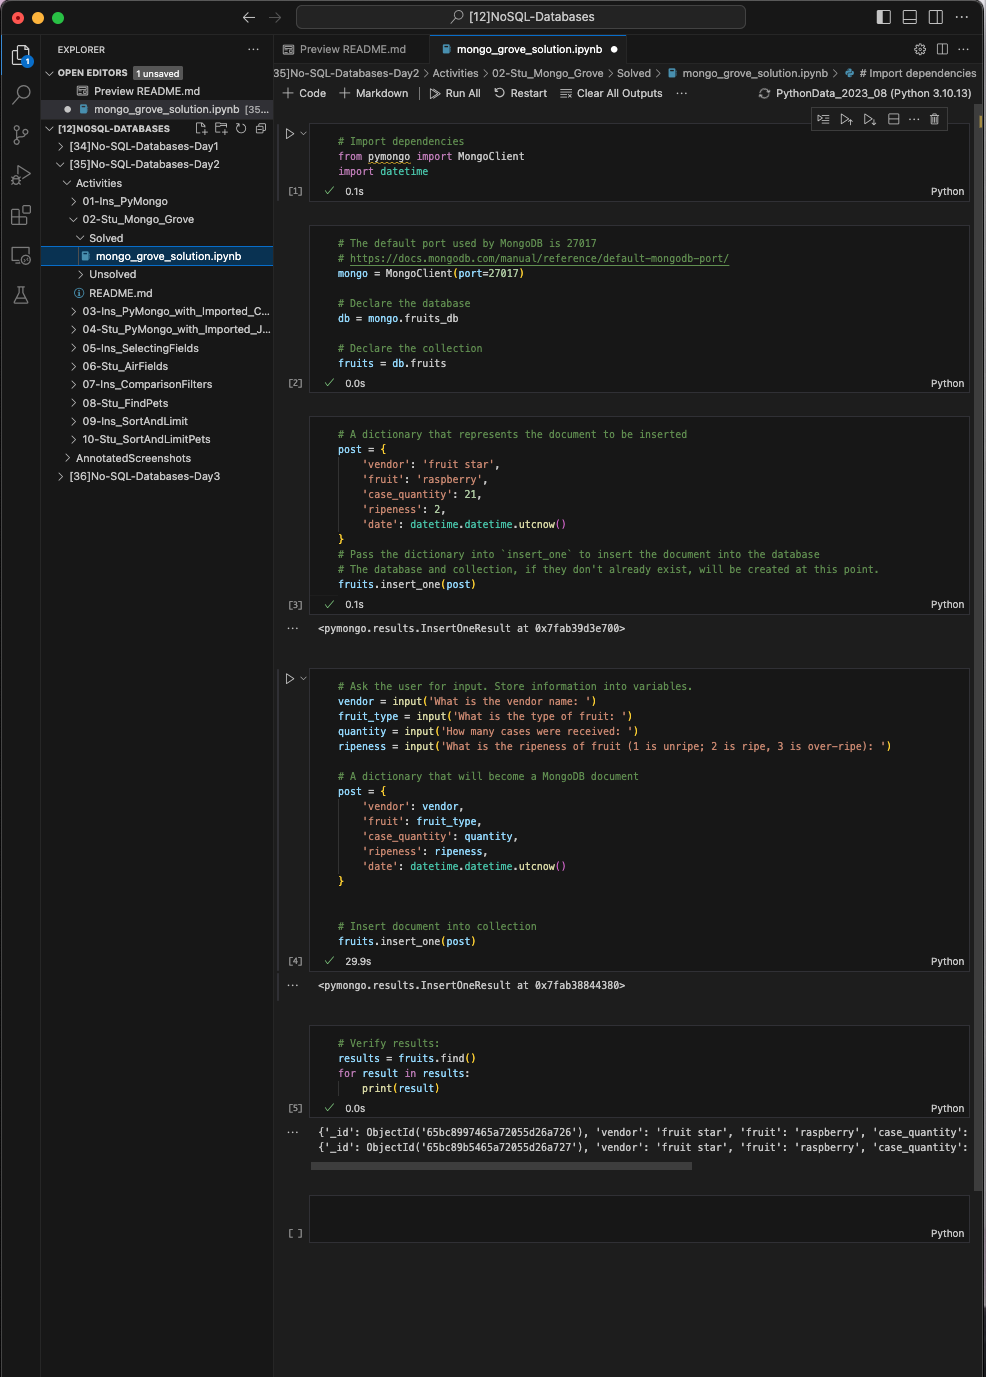 [12]NoSQL-Databases
EXPLORER
OPEN EDITORS 1 unsaved
Preview README.md
mongo_grove_solution.ipynb [35...
[12]NOSQL-DATABASES
[34]No-SQL-Databases-Day1
[35]No-SQL-Databases-Day2
Activities
01-Ins_PyMongo
02-Stu_Mongo_Grove
Solved
mongo_grove_solution.ipynb
Unsolved
README.md
03-Ins_PyMongo_with_Imported_C...
04-Stu_PyMongo_with_Imported_J...
05-Ins_SelectingFields
06-Stu_AirFields
07-Ins_ComparisonFilters
08-Stu_FindPets
09-Ins_SortAndLimit
10-Stu_SortAndLimitPets
AnnotatedScreenshots
[36]No-SQL-Databases-Day3
1
Preview README.md mongo_grove_solution.ipynb
35]No-SQL-Databases-Day2 > Activities > 02-Stu_Mongo_Grove > Solved > mongo_grove_solution.ipynb > # Import dependencies
+ Code + Markdown Run All Restart Clear All Outputs ... PythonData_2023_08 (Python 3.10.13)
# Import dependencies
from pymongo import MongoClient
import datetime
[1] 0.1s Python
# The default port used by MongoDB is 27017
# https://docs.mongodb.com/manual/reference/default-mongodb-port/
mongo = MongoClient(port=27017)
# Declare the database
db = mongo.fruits_db
# Declare the collection
fruits = db.fruits
[2] 0.0s Python
# A dictionary that represents the document to be inserted
post = {
'vendor': 'fruit star',
'fruit': 'raspberry',
'case_quantity': 21,
'ripeness': 2,
'date': datetime.datetime.utcnow()
}
# Pass the dictionary into `insert_one` to insert the document into the database
# The database and collection, if they don't already exist, will be created at this point.
fruits.insert_one(post)
[3] 0.1s Python
... <pymongo.results.InsertOneResult at 0x7fab39d3e700>
# Ask the user for input. Store information into variables.
vendor = input('What is the vendor name: ')
fruit_type = input('What is the type of fruit: ')
quantity = input('How many cases were received: ')
ripeness = input('What is the ripeness of fruit (1 is unripe; 2 is ripe, 3 is over-ripe): ')
# A dictionary that will become a MongoDB document
post = {
'vendor': vendor,
'fruit': fruit_type,
'case_quantity': quantity,
'ripeness': ripeness,
'date': datetime.datetime.utcnow()
}
# Insert document into collection
fruits.insert_one(post)
[4] 29.9s Python
... <pymongo.results.InsertOneResult at 0x7fab38844380>
# Verify results:
results = fruits.find()
for result in results:
print(result)
[5] 0.0s Python
... {'_id': ObjectId('65bc8997465a72055d26a726'), 'vendor': 'fruit star', 'fruit': 'raspberry', 'case_quantity':
{'_id': ObjectId('65bc89b5465a72055d26a727'), 'vendor': 'fruit star', 'fruit': 'raspberry', 'case_quantity':
[ ] Python